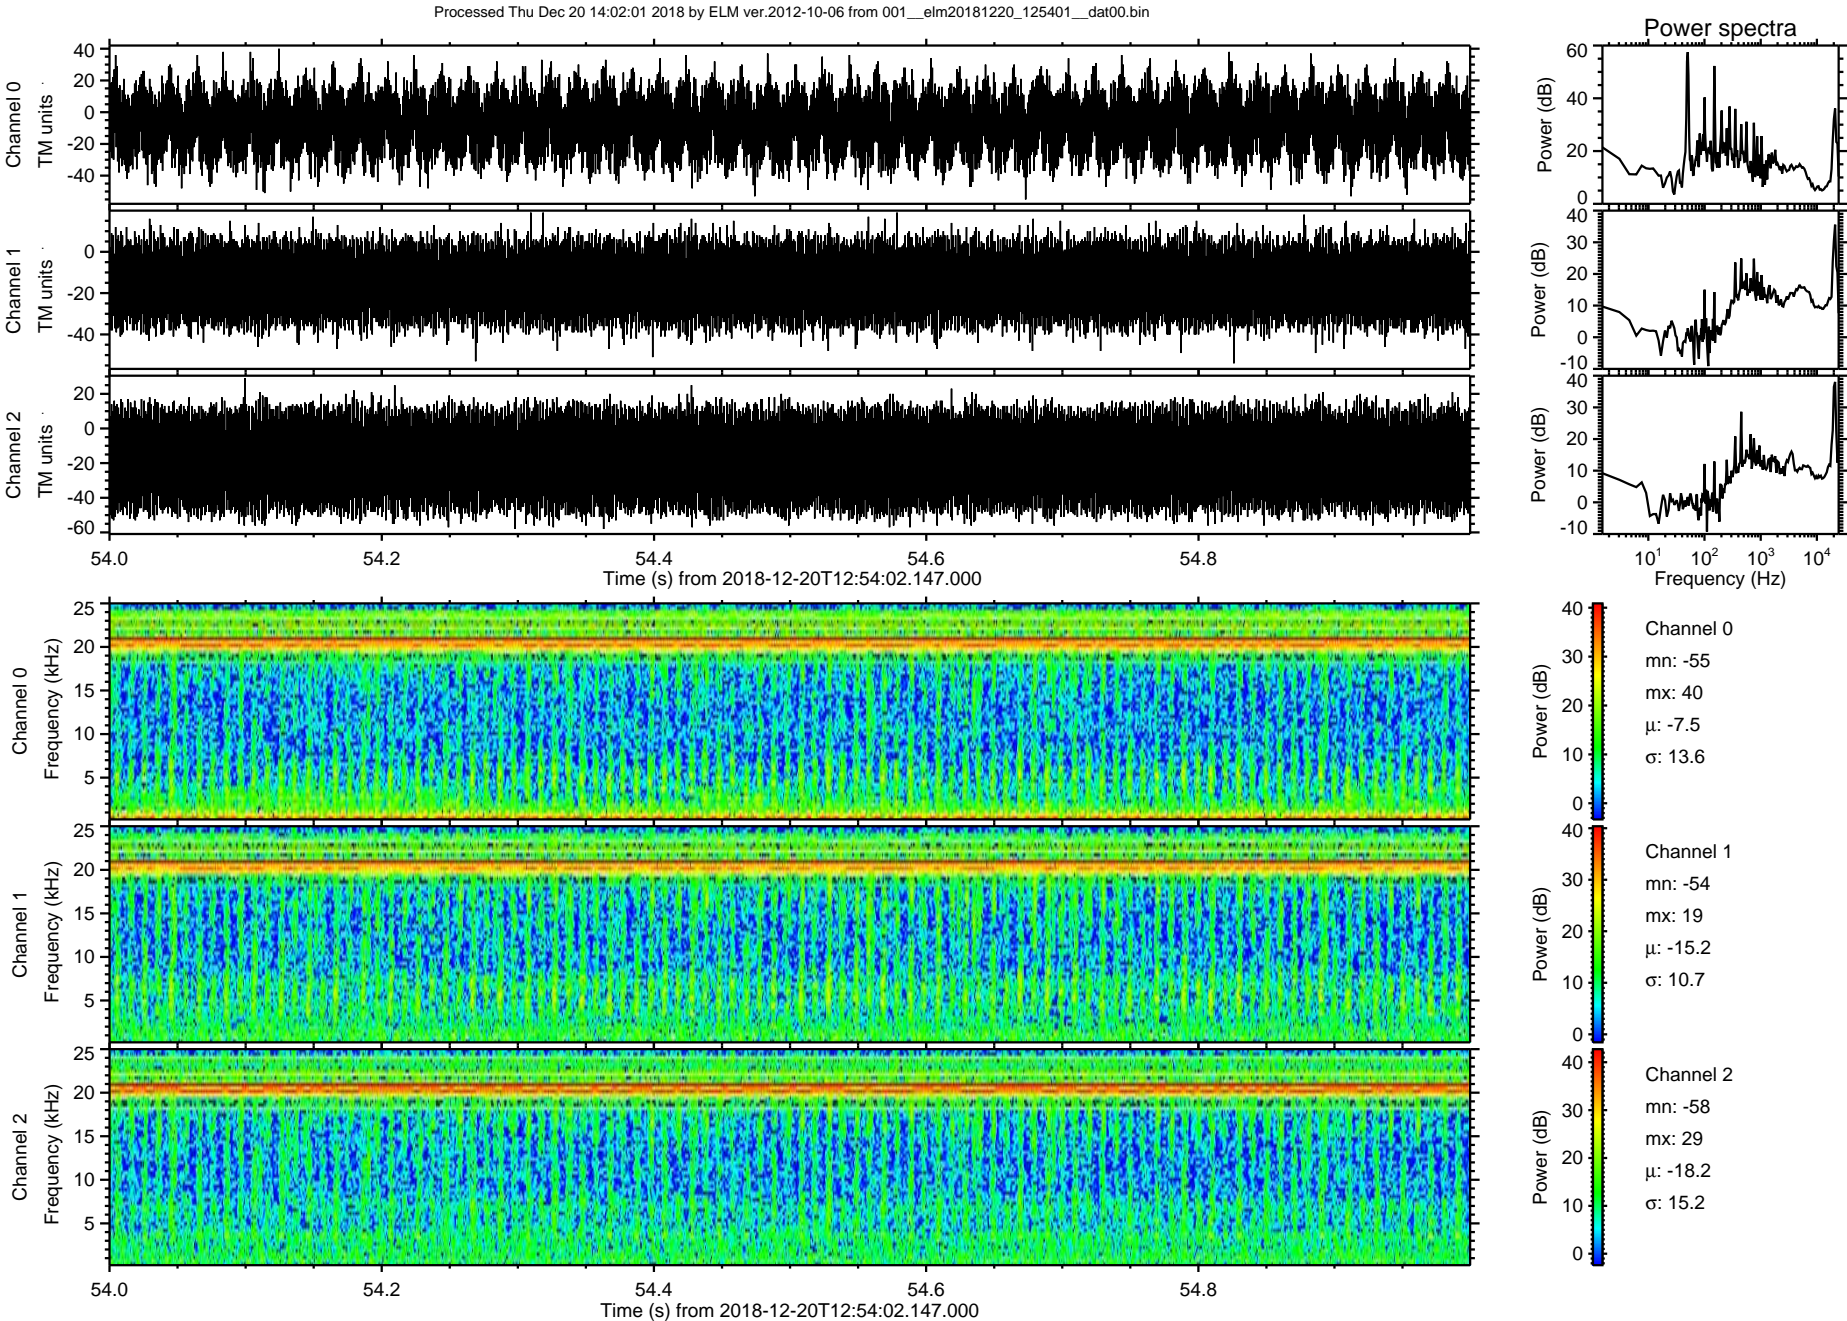 Processed Thu Dec 20 14:02:01 2018 by ELM ver.2012-10-06 from 001__elm20181220_125401__dat00.bin
Power spectra
Channel 0
TM units
40
20
0
-20
-40
Power (dB)
60
40
20
0
Channel 1
TM units
0
-20
-40
Power (dB)
40
30
20
10
0
-10
Channel 2
TM units
20
0
-20
-40
-60
Power (dB)
40
30
20
10
0
-10
54.0 54.2 54.4 54.6 54.8
Time (s) from 2018-12-20T12:54:02.147.000
10^1 10^2 10^3 10^4
Frequency (Hz)
Channel 0
Frequency (kHz)
25
20
15
10
5
Power (dB)
40
30
20
10
0
Channel 0
mn: -55
mx: 40
μ: -7.5
σ: 13.6
Channel 1
Frequency (kHz)
25
20
15
10
5
Power (dB)
40
30
20
10
0
Channel 1
mn: -54
mx: 19
μ: -15.2
σ: 10.7
Channel 2
Frequency (kHz)
25
20
15
10
5
Power (dB)
40
30
20
10
0
Channel 2
mn: -58
mx: 29
μ: -18.2
σ: 15.2
54.0 54.2 54.4 54.6 54.8
Time (s) from 2018-12-20T12:54:02.147.000